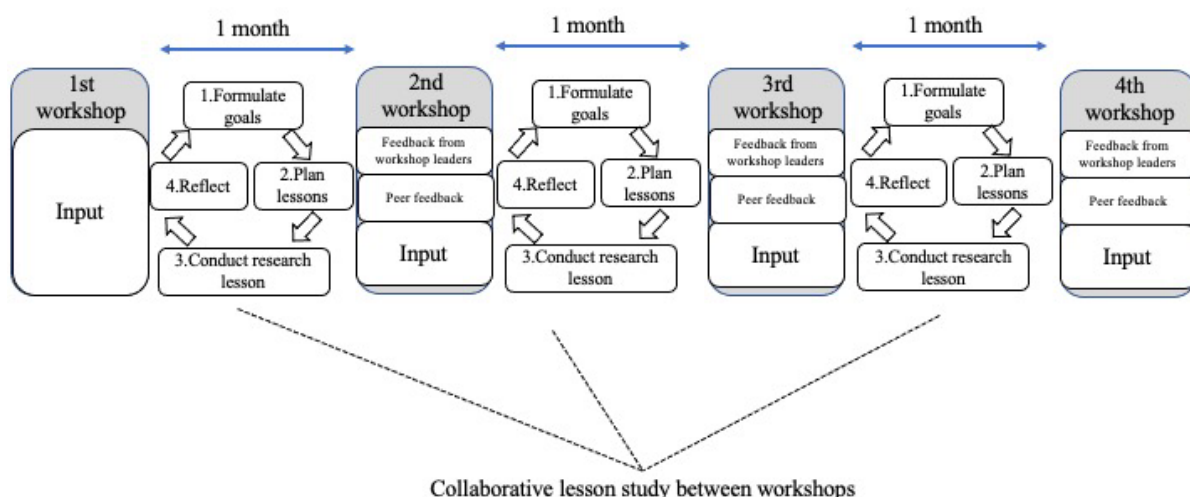 1 month
1 month
1 month
1st
workshop
Input
1.Formulate
goals
2.Plan
lessons
3.Conduct research
lesson
4.Reflect
2nd
workshop
Feedback from
workshop leaders
Peer feedback
Input
1.Formulate
goals
2.Plan
lessons
3.Conduct research
lesson
4.Reflect
3rd
workshop
Feedback from
workshop leaders
Peer feedback
Input
1.Formulate
goals
2.Plan
lessons
3.Conduct research
lesson
4.Reflect
4th
workshop
Feedback from
workshop leaders
Peer feedback
Input
Collaborative lesson study between workshops